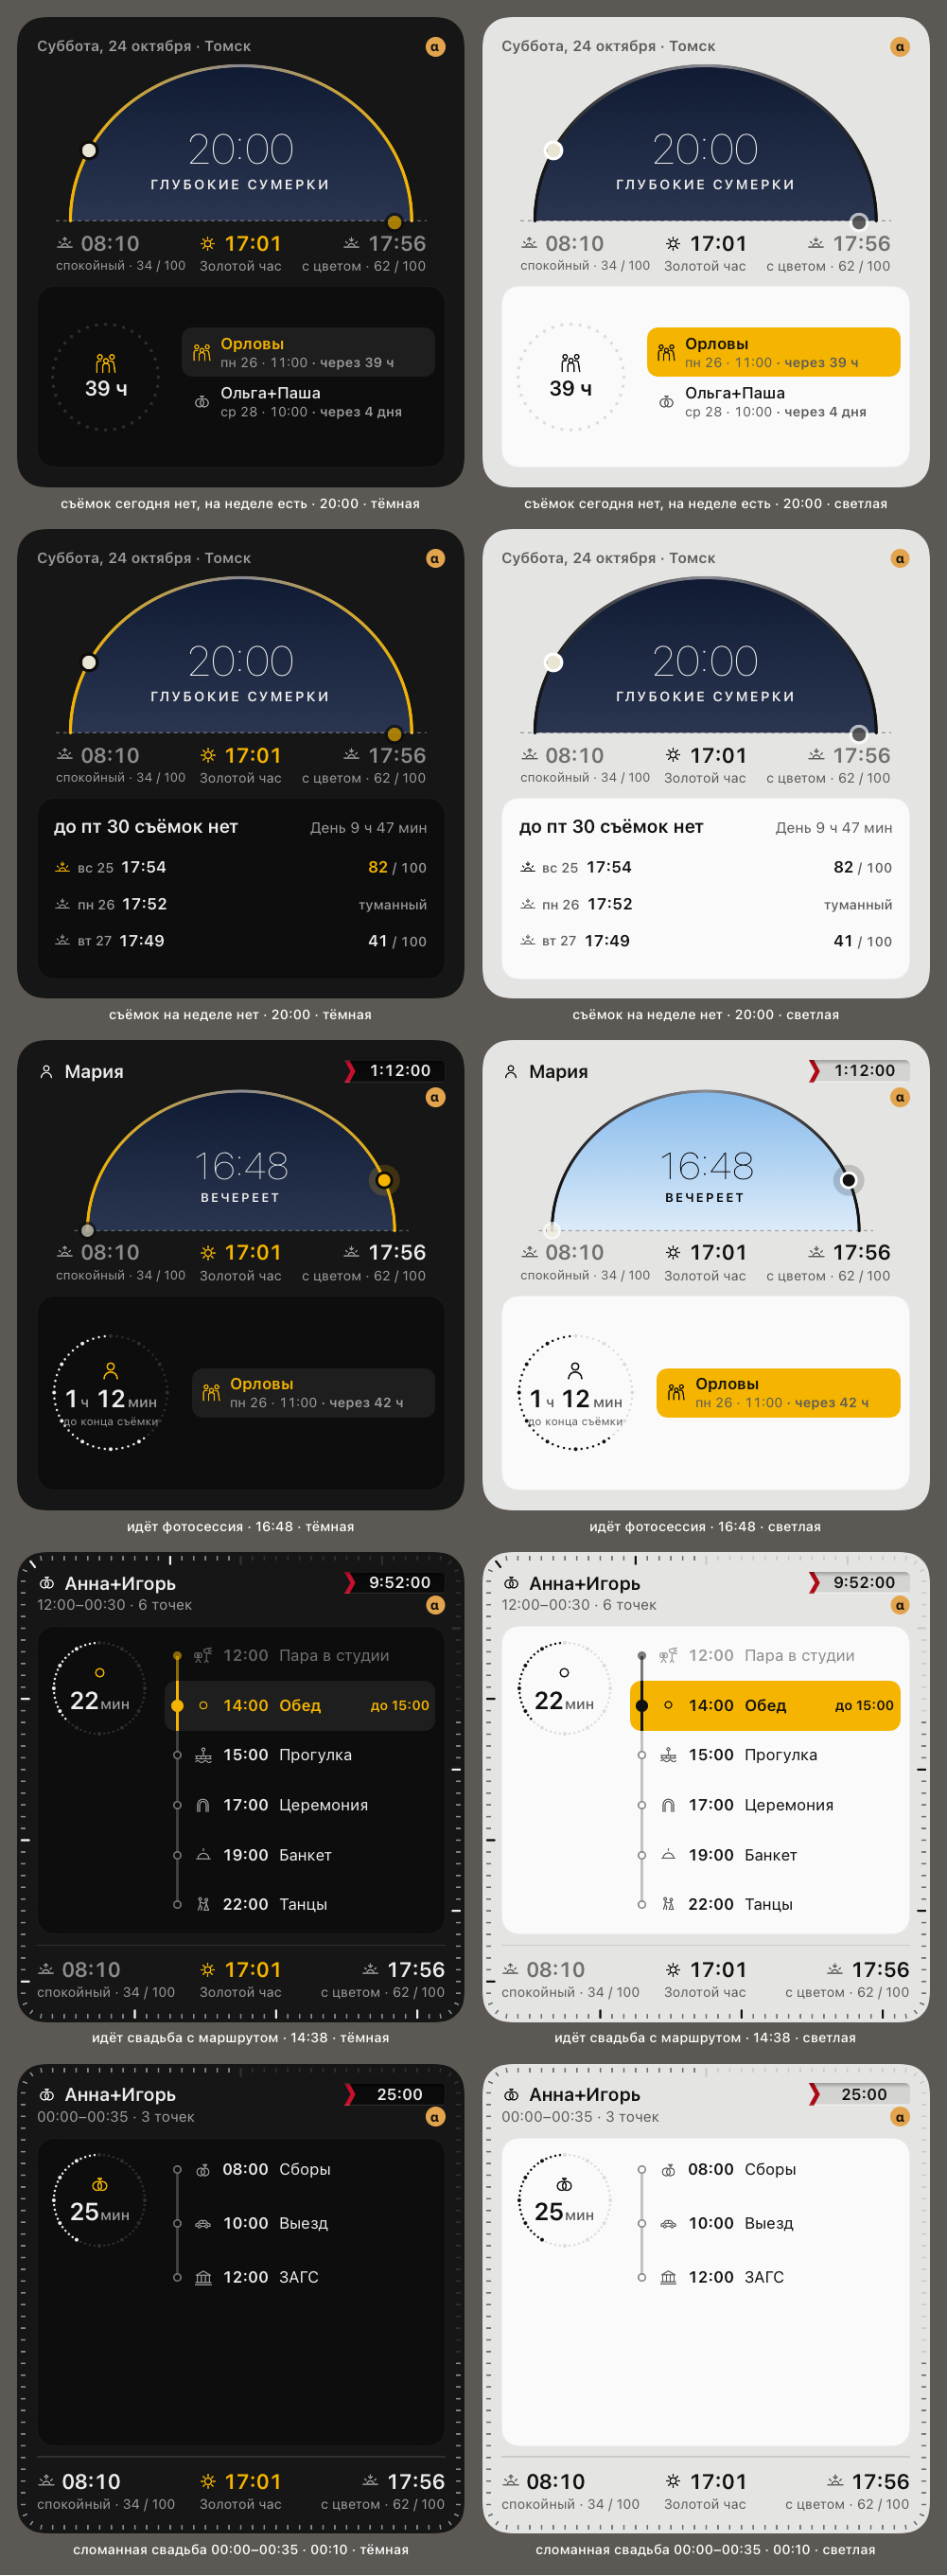 Суббота, 24 октября · Томск α
20:00
ГЛУБОКИЕ СУМЕРКИ
08:10 17:01 17:56
спокойный · 34 / 100 Золотой час с цветом · 62 / 100
39 ч
Орловы
пн 26 · 11:00 · через 39 ч
Ольга+Паша
ср 28 · 10:00 · через 4 дня
съёмок сегодня нет, на неделе есть · 20:00 · тёмная
Суббота, 24 октября · Томск α
20:00
ГЛУБОКИЕ СУМЕРКИ
08:10 17:01 17:56
спокойный · 34 / 100 Золотой час с цветом · 62 / 100
39 ч
Орловы
пн 26 · 11:00 · через 39 ч
Ольга+Паша
ср 28 · 10:00 · через 4 дня
съёмок сегодня нет, на неделе есть · 20:00 · светлая
Суббота, 24 октября · Томск α
20:00
ГЛУБОКИЕ СУМЕРКИ
08:10 17:01 17:56
спокойный · 34 / 100 Золотой час с цветом · 62 / 100
до пт 30 съёмок нет День 9 ч 47 мин
вс 25 17:54 82 / 100
пн 26 17:52 туманный
вт 27 17:49 41 / 100
съёмок на неделе нет · 20:00 · тёмная
Суббота, 24 октября · Томск α
20:00
ГЛУБОКИЕ СУМЕРКИ
08:10 17:01 17:56
спокойный · 34 / 100 Золотой час с цветом · 62 / 100
до пт 30 съёмок нет День 9 ч 47 мин
вс 25 17:54 82 / 100
пн 26 17:52 туманный
вт 27 17:49 41 / 100
съёмок на неделе нет · 20:00 · светлая
Мария 1:12:00
α
16:48
ВЕЧЕРЕЕТ
08:10 17:01 17:56
спокойный · 34 / 100 Золотой час с цветом · 62 / 100
1 ч 12 мин
до конца съёмки
Орловы
пн 26 · 11:00 · через 42 ч
идёт фотосессия · 16:48 · тёмная
Мария 1:12:00
α
16:48
ВЕЧЕРЕЕТ
08:10 17:01 17:56
спокойный · 34 / 100 Золотой час с цветом · 62 / 100
1 ч 12 мин
до конца съёмки
Орловы
пн 26 · 11:00 · через 42 ч
идёт фотосессия · 16:48 · светлая
Анна+Игорь 9:52:00
12:00–00:30 · 6 точек α
22 мин
12:00 Пара в студии
14:00 Обед до 15:00
15:00 Прогулка
17:00 Церемония
19:00 Банкет
22:00 Танцы
08:10 17:01 17:56
спокойный · 34 / 100 Золотой час с цветом · 62 / 100
идёт свадьба с маршрутом · 14:38 · тёмная
Анна+Игорь 9:52:00
12:00–00:30 · 6 точек α
22 мин
12:00 Пара в студии
14:00 Обед до 15:00
15:00 Прогулка
17:00 Церемония
19:00 Банкет
22:00 Танцы
08:10 17:01 17:56
спокойный · 34 / 100 Золотой час с цветом · 62 / 100
идёт свадьба с маршрутом · 14:38 · светлая
Анна+Игорь 25:00
00:00–00:35 · 3 точек α
25 мин
08:00 Сборы
10:00 Выезд
12:00 ЗАГС
08:10 17:01 17:56
спокойный · 34 / 100 Золотой час с цветом · 62 / 100
сломанная свадьба 00:00–00:35 · 00:10 · тёмная
Анна+Игорь 25:00
00:00–00:35 · 3 точек α
25 мин
08:00 Сборы
10:00 Выезд
12:00 ЗАГС
08:10 17:01 17:56
спокойный · 34 / 100 Золотой час с цветом · 62 / 100
сломанная свадьба 00:00–00:35 · 00:10 · светлая